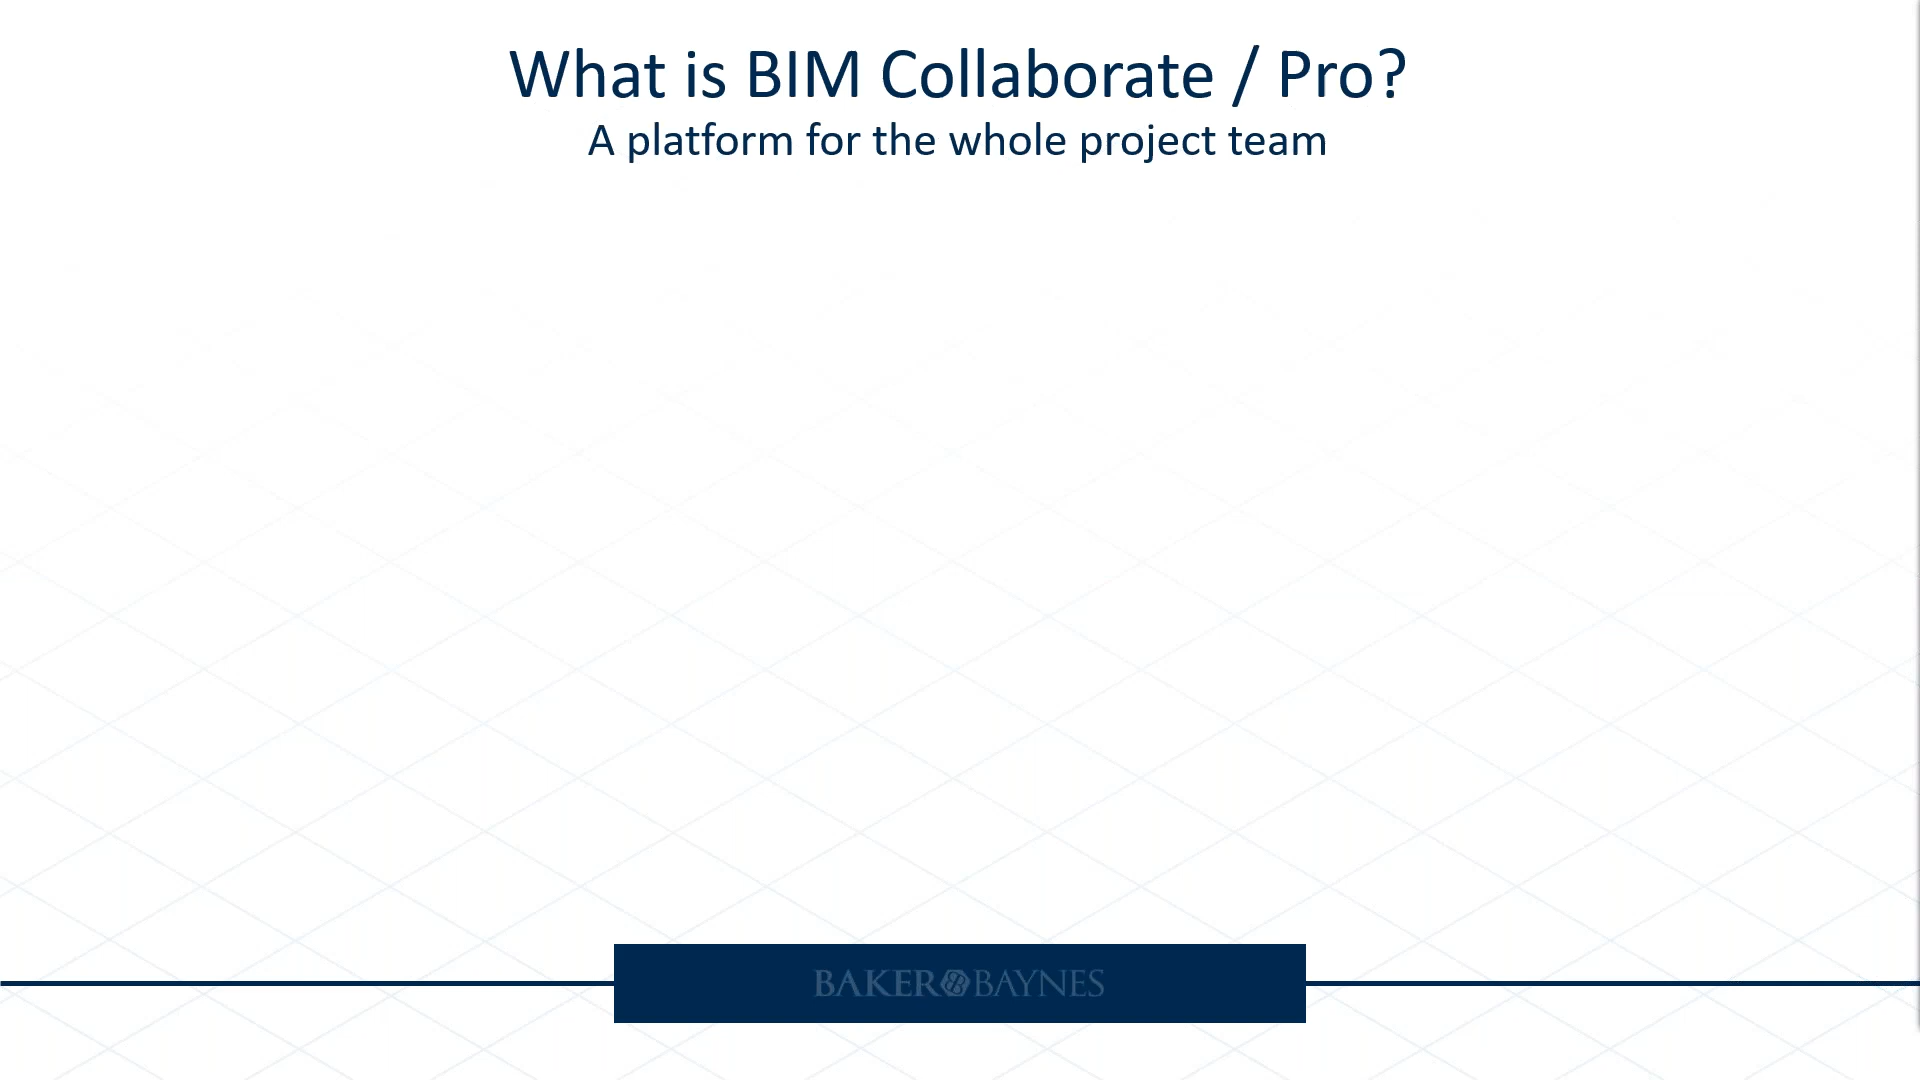 What is BIM Collaborate / Pro?
A platform for the whole project team
BAKER BAYNES